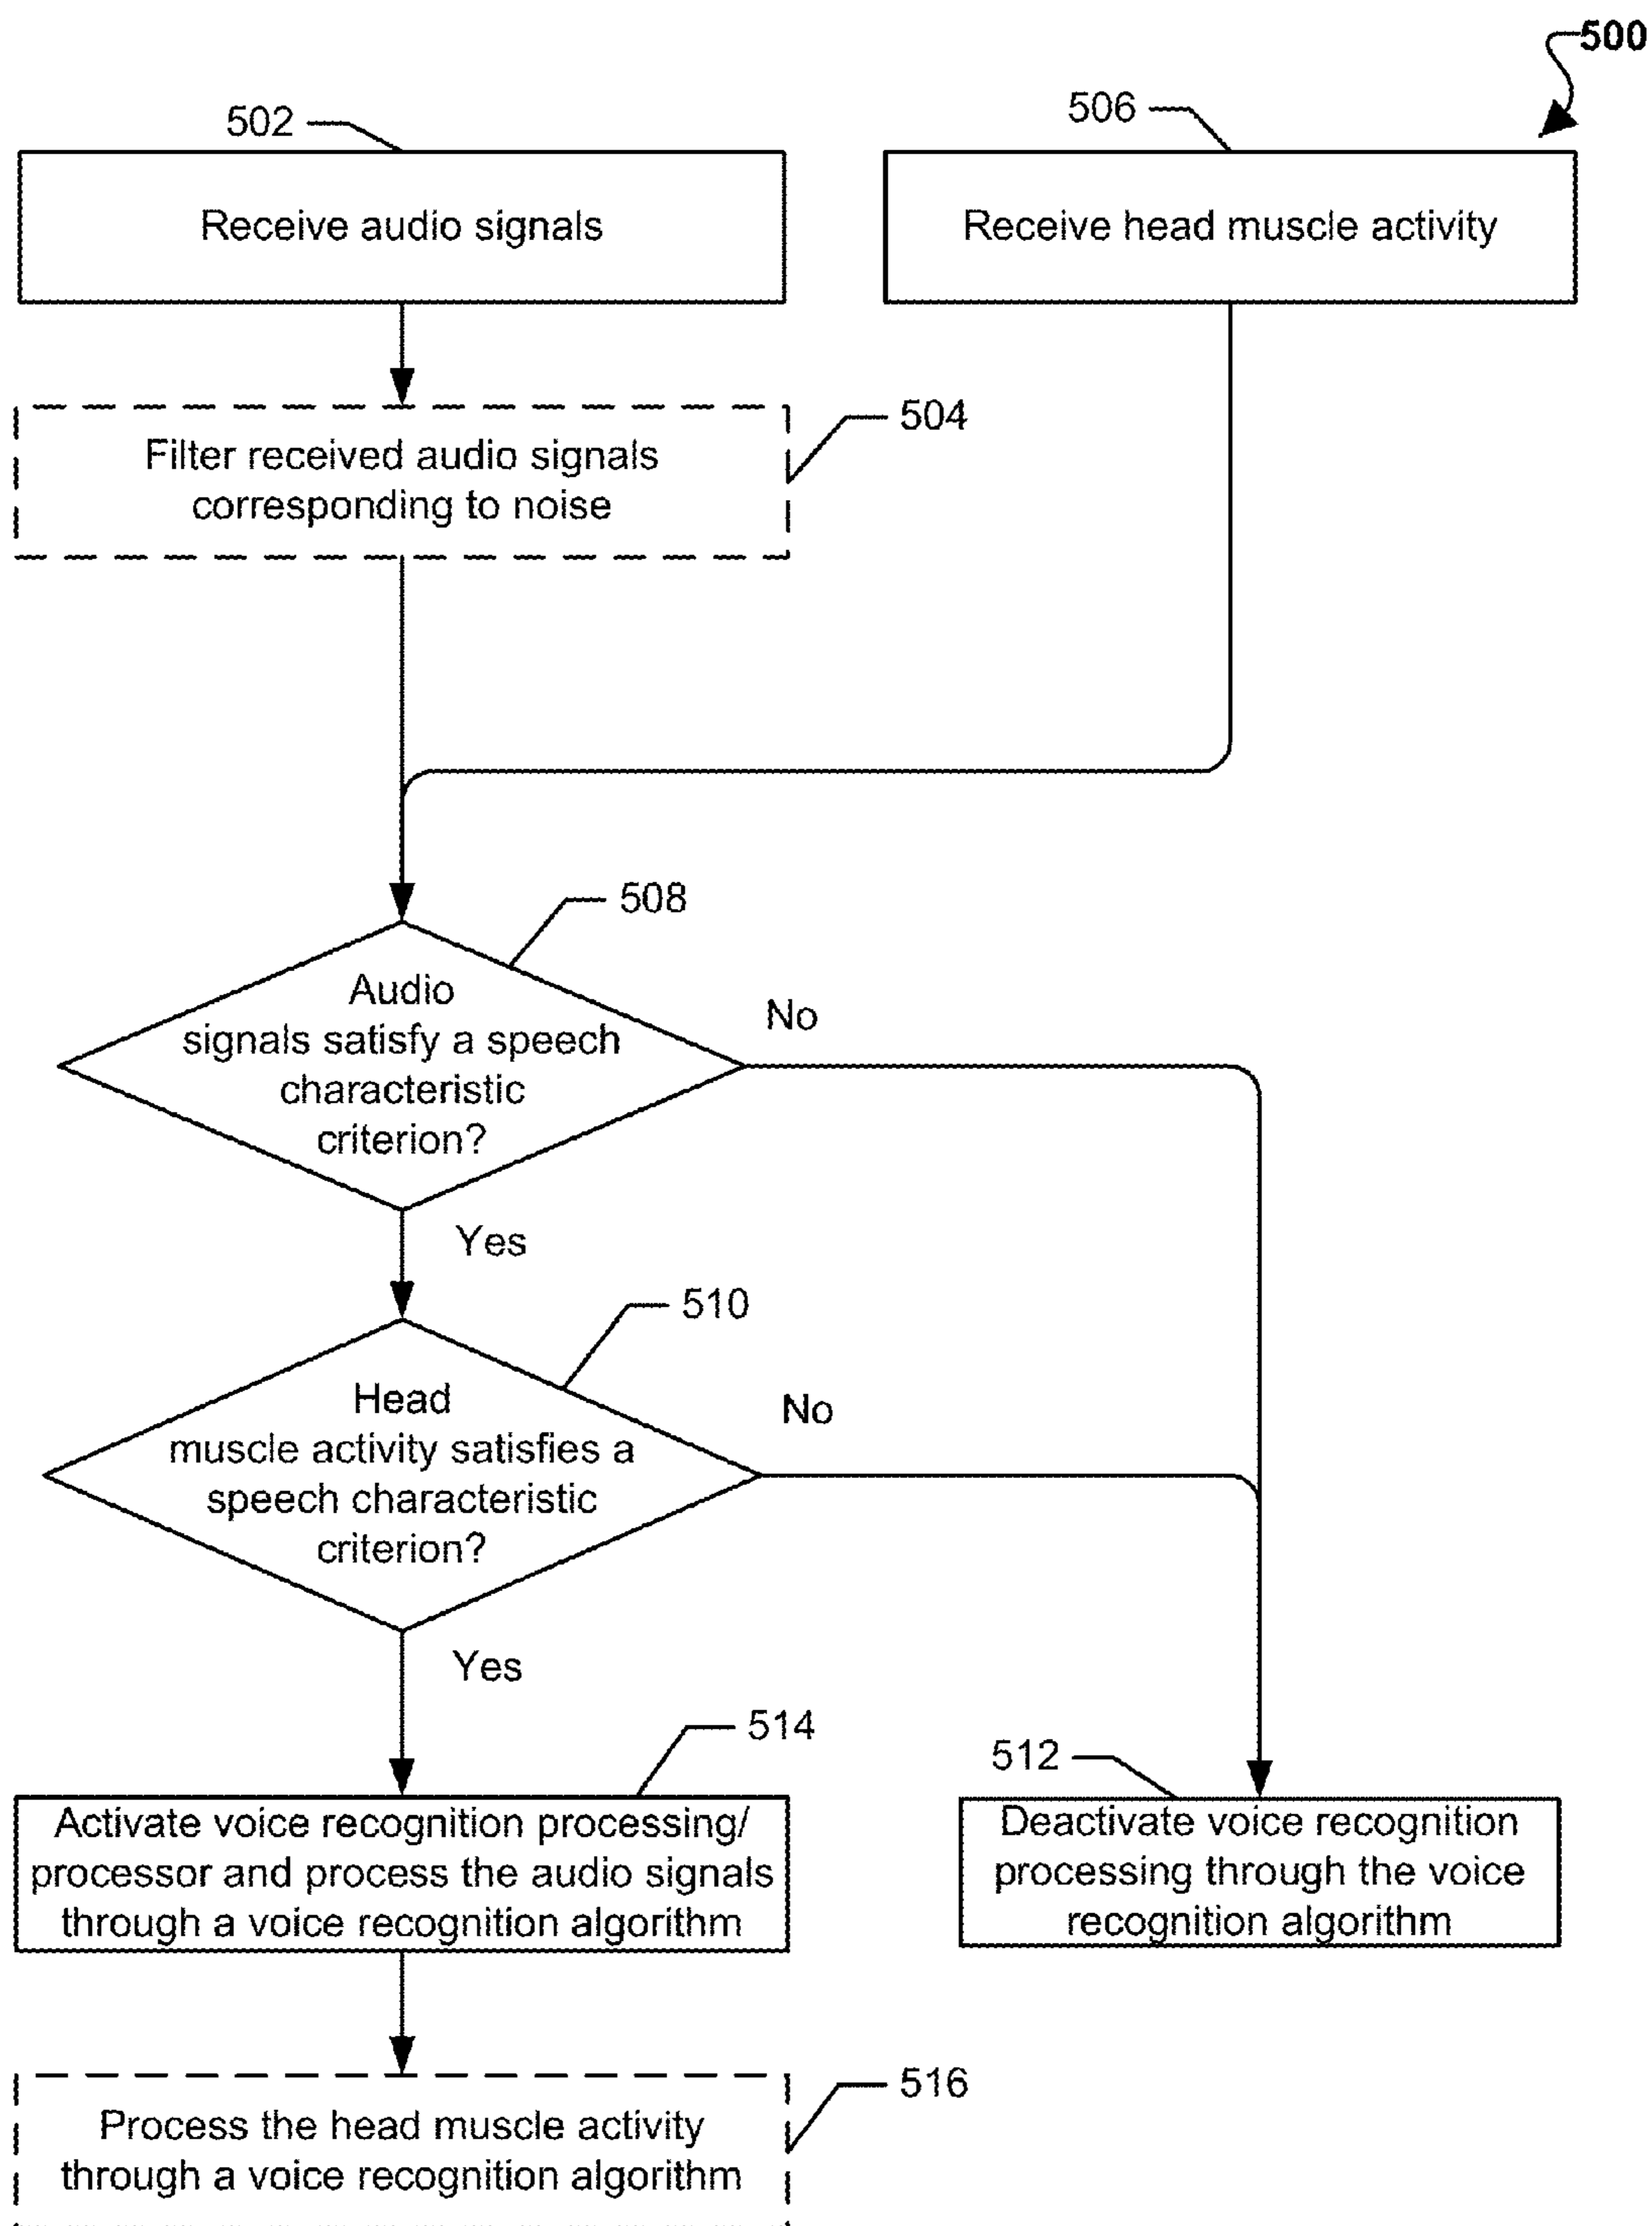 500
502
506
Receive audio signals
Receive head muscle activity
504
Filter received audio signals
corresponding to noise
508
Audio
signals satisfy a speech
characteristic
criterion?
No
Yes
510
Head
muscle activity satisfies a
speech characteristic
criterion?
No
Yes
514
512
Activate voice recognition processing/
processor and process the audio signals
through a voice recognition algorithm
Deactivate voice recognition
processing through the voice
recognition algorithm
516
Process the head muscle activity
through a voice recognition algorithm